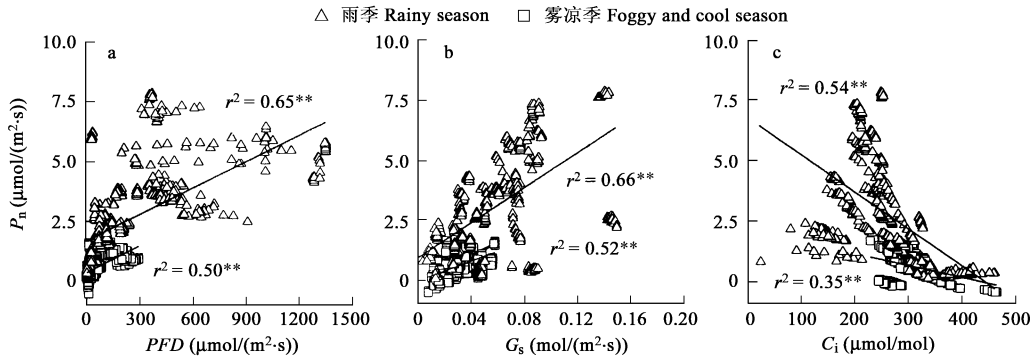 △ 雨季 Rainy season □ 雾凉季 Foggy and cool season
a
10.0
7.5
5.0
2.5
0
Pn (μmol/(m²·s))
r² = 0.65**
r² = 0.50**
0 300 600 900 1200 1500
PFD (μmol/(m²·s))
b
10.0
7.5
5.0
2.5
0
r² = 0.66**
r² = 0.52**
0 0.04 0.08 0.12 0.16 0.20
Gs (mol/(m²·s))
c
10.0
7.5
5.0
2.5
0
r² = 0.54**
r² = 0.35**
0 100 200 300 400 500
Ci (μmol/mol)